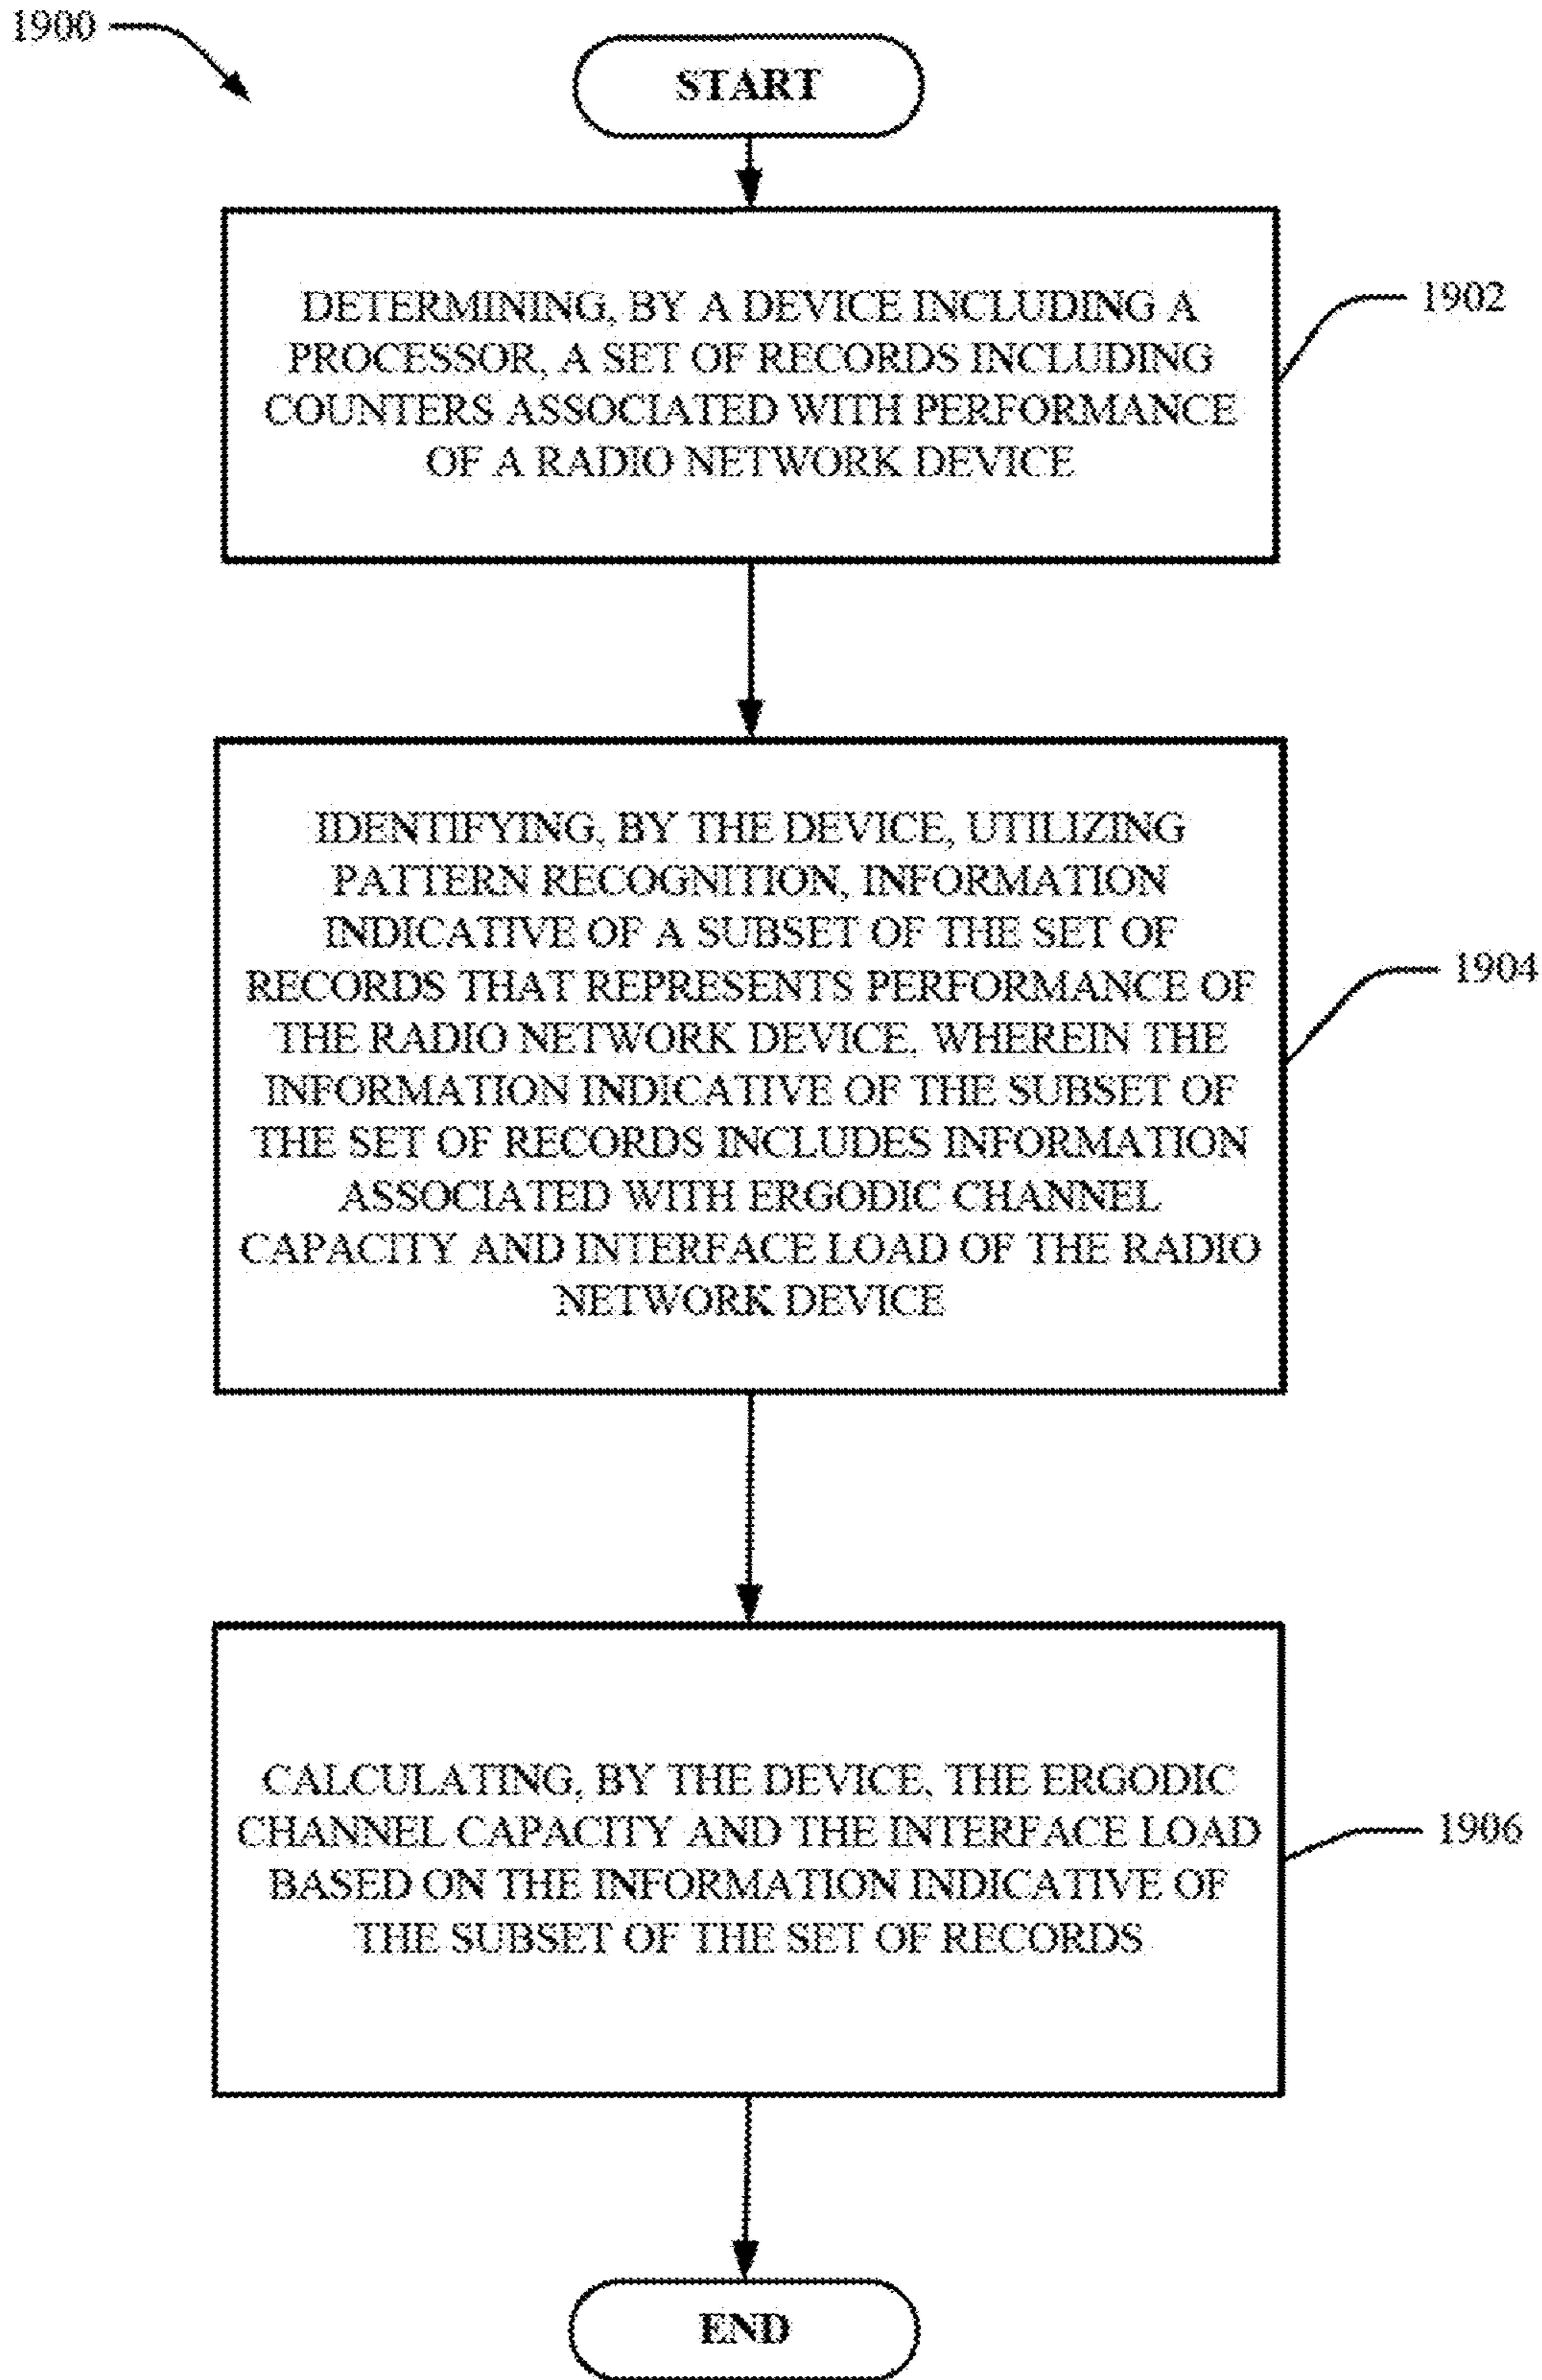 1900
START
DETERMINING, BY A DEVICE INCLUDING A
PROCESSOR, A SET OF RECORDS INCLUDING
COUNTERS ASSOCIATED WITH PERFORMANCE
OF A RADIO NETWORK DEVICE
1902
IDENTIFYING, BY THE DEVICE, UTILIZING
PATTERN RECOGNITION, INFORMATION
INDICATIVE OF A SUBSET OF THE SET OF
RECORDS THAT REPRESENTS PERFORMANCE OF
THE RADIO NETWORK DEVICE, WHEREIN THE
INFORMATION INDICATIVE OF THE SUBSET OF
THE SET OF RECORDS INCLUDES INFORMATION
ASSOCIATED WITH ERGODIC CHANNEL
CAPACITY AND INTERFACE LOAD OF THE RADIO
NETWORK DEVICE
1904
CALCULATING, BY THE DEVICE, THE ERGODIC
CHANNEL CAPACITY AND THE INTERFACE LOAD
BASED ON THE INFORMATION INDICATIVE OF
THE SUBSET OF THE SET OF RECORDS
1906
END